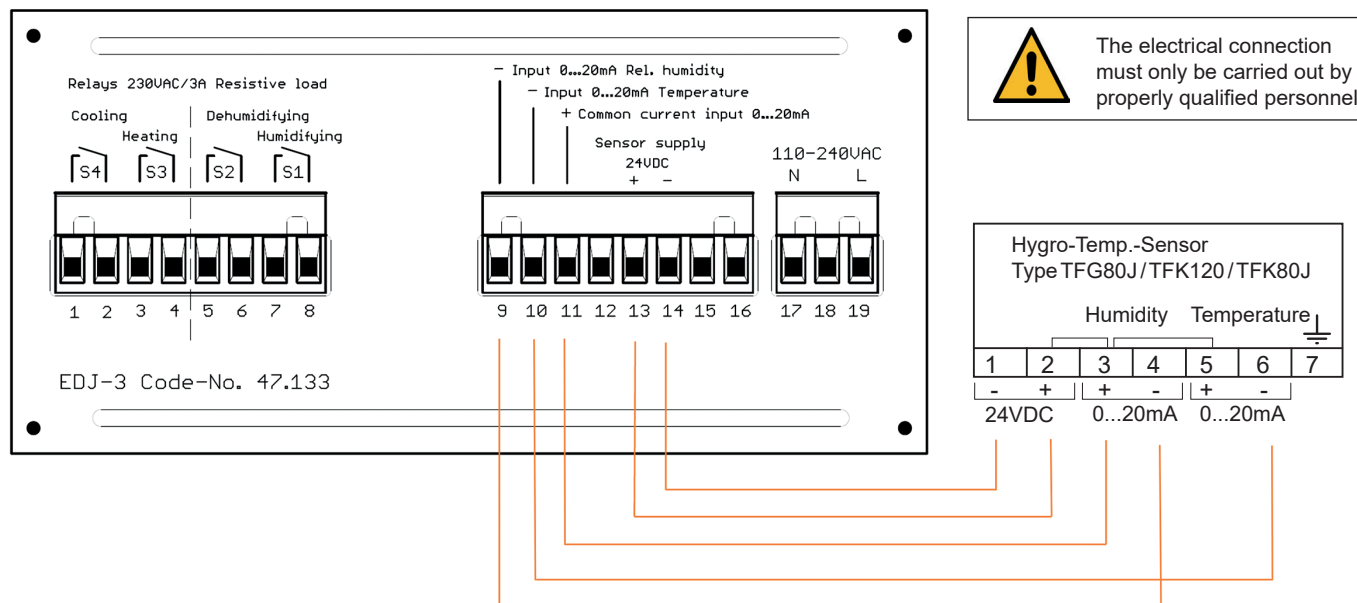 − Input 0...20mA Rel. humidity
− Input 0...20mA Temperature
+ Common current input 0...20mA
Relays 230VAC/3A Resistive load
Cooling Dehumidifying
Heating Humidifying
S4 S3 S2 S1
Sensor supply
24VDC
+ −
110-240VAC
N L
1 2 3 4 5 6 7 8
9 10 11 12 13 14 15 16
17 18 19
EDJ-3 Code-No. 47.133
The electrical connection
must only be carried out by
properly qualified personnel
Hygro-Temp.-Sensor
Type TFG80J/TFK120/TFK80J
Humidity Temperature
1 2 3 4 5 6 7
- + + - + -
24VDC 0...20mA 0...20mA